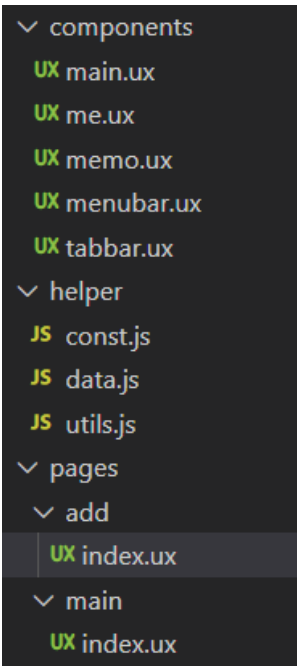 components
UX main.ux
UX me.ux
UX memo.ux
UX menubar.ux
UX tabbar.ux
helper
JS const.js
JS data.js
JS utils.js
pages
add
UX index.ux
main
UX index.ux